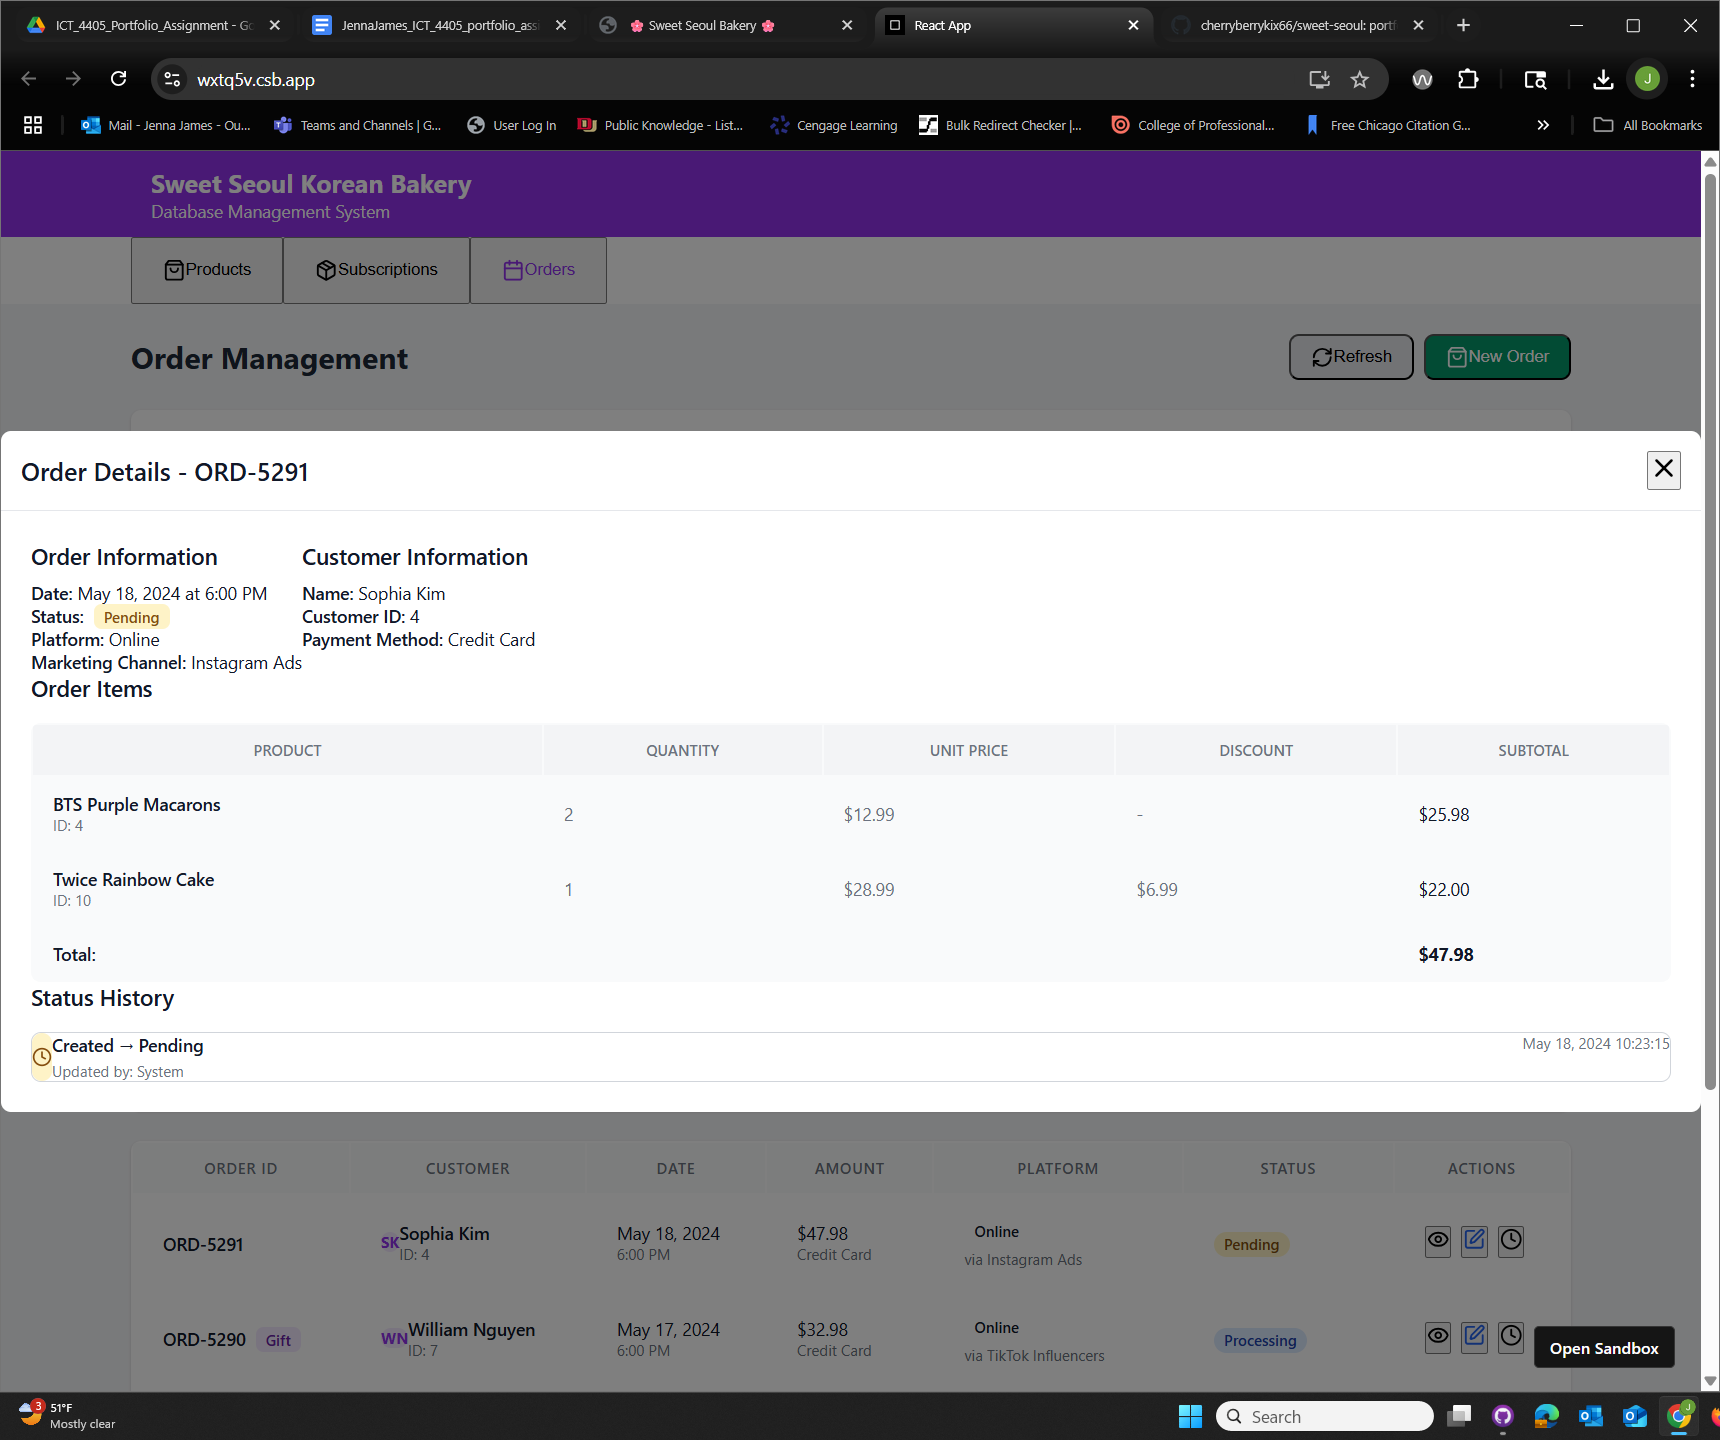 ICT_4405_Portfolio_Assignment - Go
JennaJames_ICT_4405_portfolio_ass
🌸 Sweet Seoul Bakery 🌸
React App
cherryberrykix66/sweet-seoul: portf
wxtq5v.csb.app
J
Mail - Jenna James - Ou...
Teams and Channels | G...
User Log In
Public Knowledge - List...
Cengage Learning
Bulk Redirect Checker |...
College of Professional...
Free Chicago Citation G...
All Bookmarks
Sweet Seoul Korean Bakery
Database Management System
Products
Subscriptions
Orders
Order Management
Refresh
New Order
Order Details - ORD-5291
Order Information
Date: May 18, 2024 at 6:00 PM
Status: Pending
Platform: Online
Marketing Channel: Instagram Ads
Customer Information
Name: Sophia Kim
Customer ID: 4
Payment Method: Credit Card
Order Items
PRODUCT QUANTITY UNIT PRICE DISCOUNT SUBTOTAL
BTS Purple Macarons 2 $12.99 - $25.98
ID: 4
Twice Rainbow Cake 1 $28.99 $6.99 $22.00
ID: 10
Total: $47.98
Status History
Created → Pending May 18, 2024 10:23:15
Updated by: System
ORDER ID CUSTOMER DATE AMOUNT PLATFORM STATUS ACTIONS
ORD-5291 SK Sophia Kim May 18, 2024 $47.98 Online Pending
ID: 4 6:00 PM Credit Card via Instagram Ads
ORD-5290 Gift WN William Nguyen May 17, 2024 $32.98 Online Processing
ID: 7 6:00 PM Credit Card via TikTok Influencers
Open Sandbox
3
51°F
Mostly clear
Search
J